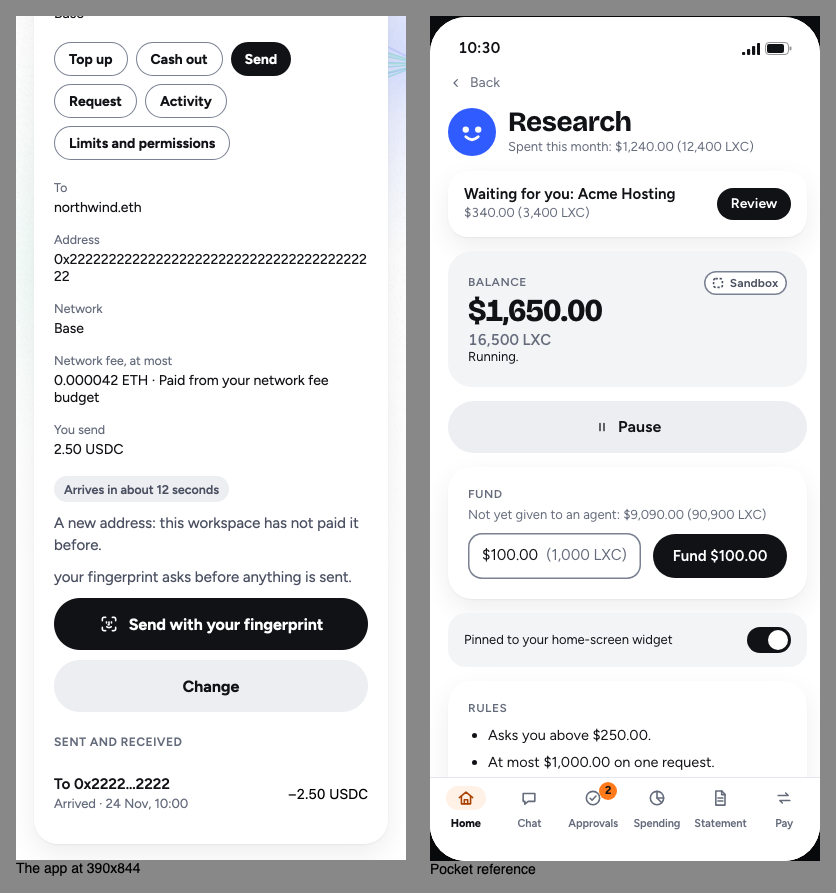 Base
Top up
Cash out
Send
Request
Activity
Limits and permissions
To
northwind.eth
Address
0x22222222222222222222222222222222222222
22
Network
Base
Network fee, at most
0.000042 ETH · Paid from your network fee
budget
You send
2.50 USDC
Arrives in about 12 seconds
A new address: this workspace has not paid it
before.
your fingerprint asks before anything is sent.
Send with your fingerprint
Change
SENT AND RECEIVED
To 0x2222...2222
Arrived · 24 Nov, 10:00
−2.50 USDC
The app at 390x844
10:30
Back
Research
Spent this month: $1,240.00 (12,400 LXC)
Waiting for you: Acme Hosting
$340.00 (3,400 LXC)
Review
BALANCE
Sandbox
$1,650.00
16,500 LXC
Running.
Pause
FUND
Not yet given to an agent: $9,090.00 (90,900 LXC)
$100.00 (1,000 LXC)
Fund $100.00
Pinned to your home-screen widget
RULES
• Asks you above $250.00.
• At most $1,000.00 on one request.
2
Home
Chat
Approvals
Spending
Statement
Pay
Pocket reference